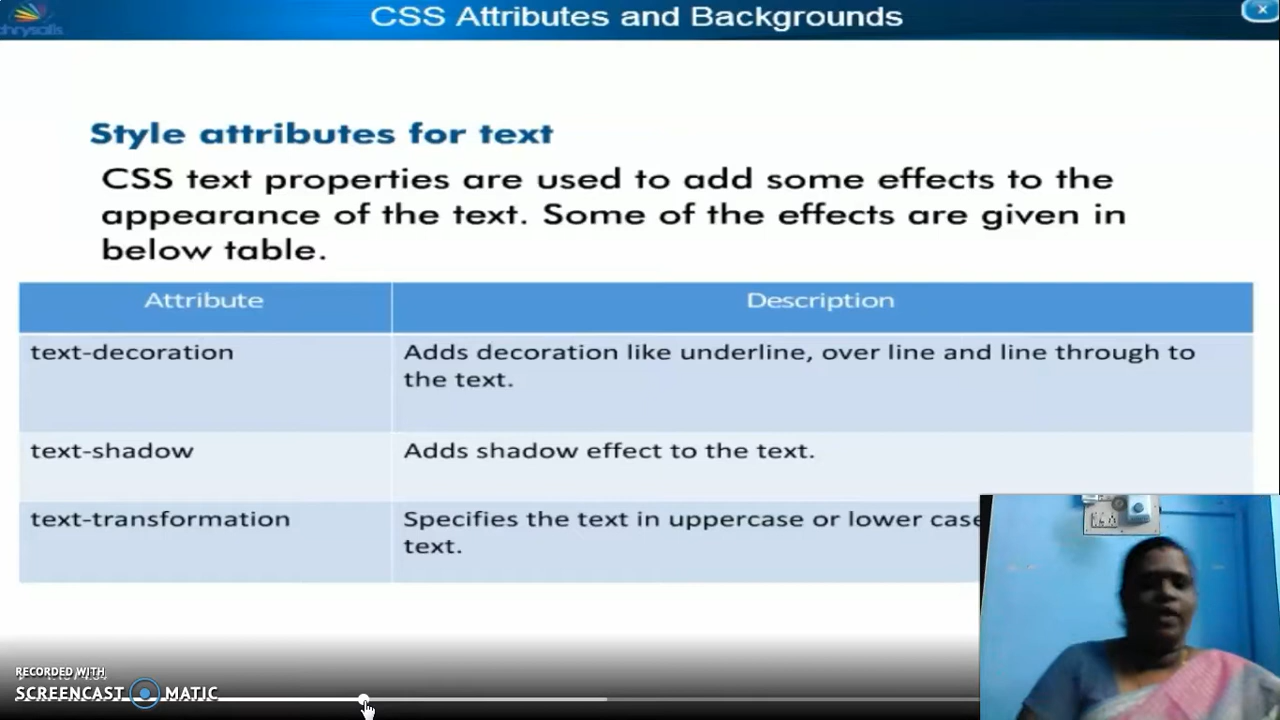 CSS Attributes and Backgrounds
chrysalis
Style attributes for text
CSS text properties are used to add some effects to the
appearance of the text. Some of the effects are given in
below table.
Attribute
Description
text-decoration
Adds decoration like underline, over line and line through to
the text.
text-shadow
Adds shadow effect to the text.
text-transformation
Specifies the text in uppercase or lower case
text.
RECORDED WITH
SCREENCAST MATIC